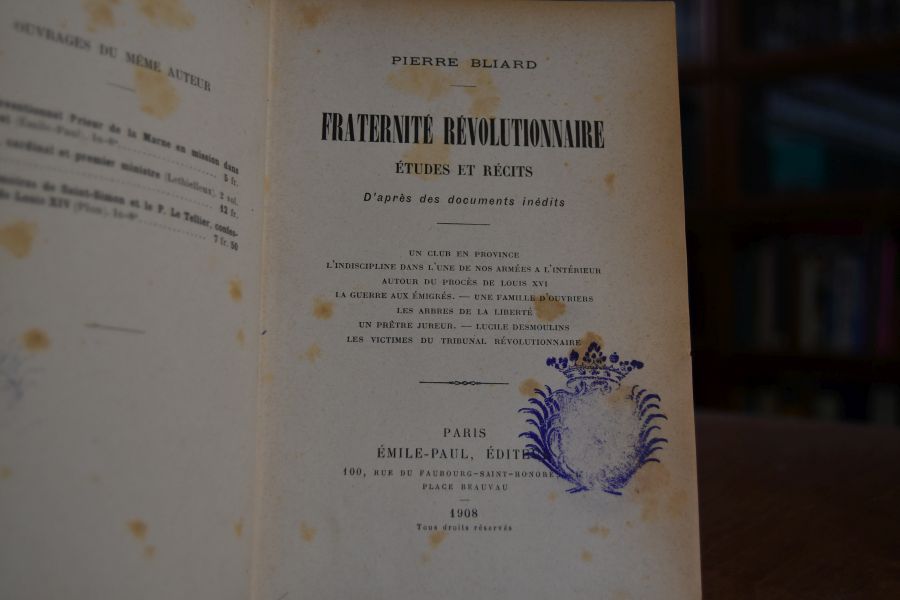 OUVRAGES DU MÊME AUTEUR
Prieur de la Marne en mission dans
(Émile-Paul). In-8°
5 fr.
cardinal et premier ministre (Lethielleux). 2 vol.
12 fr.
de Saint-Simon et le P. Le Tellier, confes-
de Louis XIV (Plon). In-8°
7 fr. 50
PIERRE BLIARD
FRATERNITÉ RÉVOLUTIONNAIRE
ÉTUDES ET RÉCITS
D'après des documents inédits
UN CLUB EN PROVINCE
L'INDISCIPLINE DANS L'UNE DE NOS ARMÉES A L'INTÉRIEUR
AUTOUR DU PROCÈS DE LOUIS XVI
LA GUERRE AUX ÉMIGRÉS. — UNE FAMILLE D'OUVRIERS
LES ARBRES DE LA LIBERTÉ
UN PRÊTRE JUREUR. — LUCILE DESMOULINS
LES VICTIMES DU TRIBUNAL RÉVOLUTIONNAIRE
PARIS
ÉMILE-PAUL, ÉDITEUR
100, RUE DU FAUBOURG-SAINT-HONORÉ
PLACE BEAUVAU
1908
Tous droits réservés